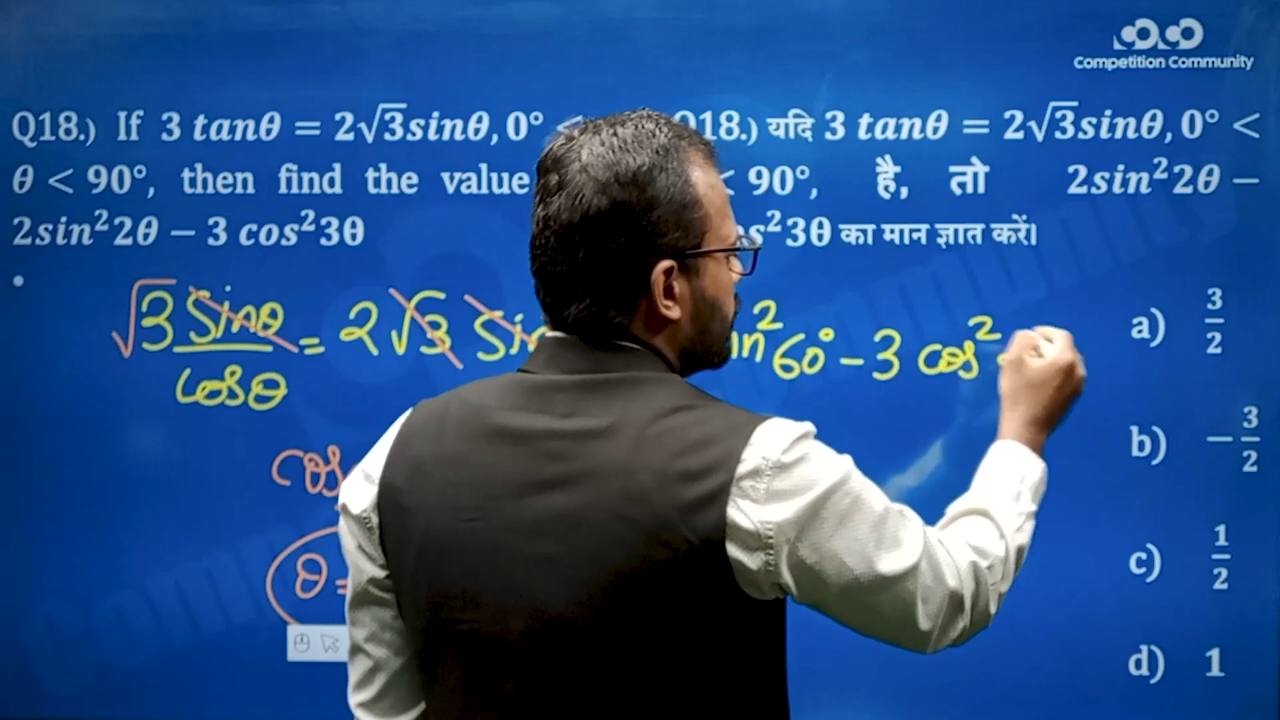 Competition Community
Q18.) If 3 tanθ = 2√3sinθ, 0° <
θ < 90°, then find the value
2sin²2θ − 3 cos²3θ
Q18.) यदि 3 tanθ = 2√3sinθ, 0° <
< 90°, है, तो 2sin²2θ −
s²3θ का मान ज्ञात करें।
√3 Sinθ = 2√3 Sin
Cosθ
Cos
θ =
in²60° − 3 cos²
a) 3/2
b) −3/2
c) 1/2
d) 1